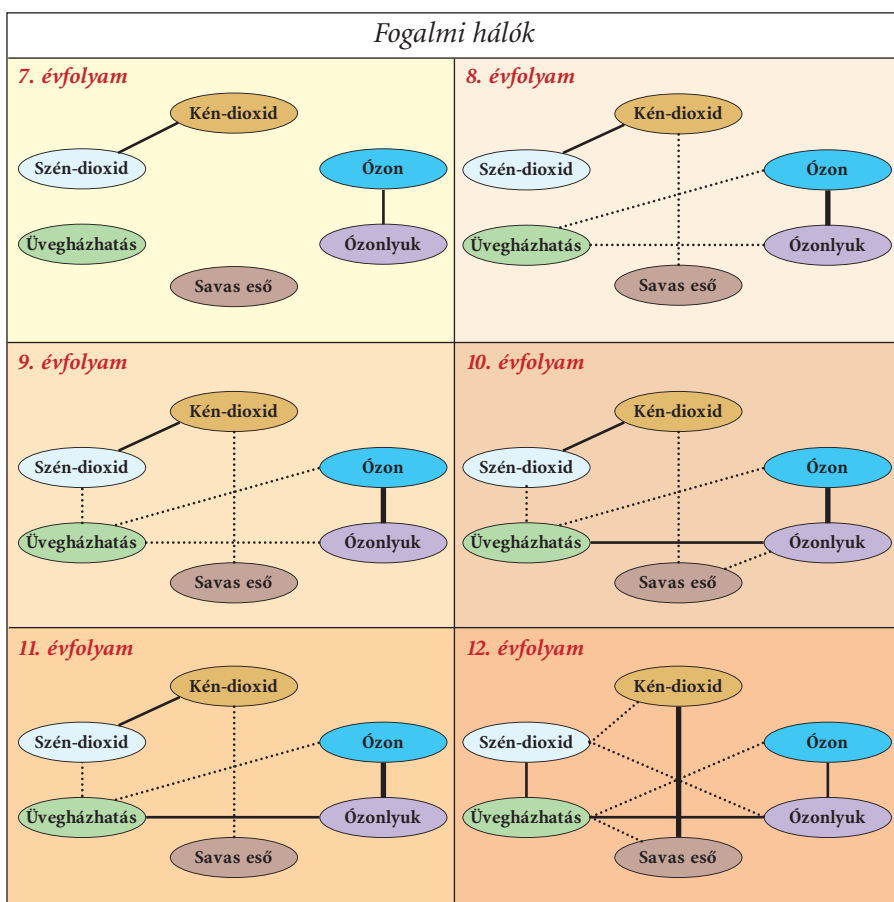 Fogalmi hálók
7. évfolyam
Kén-dioxid
Szén-dioxid
Ózon
Üvegházhatás
Ózonlyuk
Savas eső
8. évfolyam
Kén-dioxid
Szén-dioxid
Ózon
Üvegházhatás
Ózonlyuk
Savas eső
9. évfolyam
Kén-dioxid
Szén-dioxid
Ózon
Üvegházhatás
Ózonlyuk
Savas eső
10. évfolyam
Kén-dioxid
Szén-dioxid
Ózon
Üvegházhatás
Ózonlyuk
Savas eső
11. évfolyam
Kén-dioxid
Szén-dioxid
Ózon
Üvegházhatás
Ózonlyuk
Savas eső
12. évfolyam
Kén-dioxid
Szén-dioxid
Ózon
Üvegházhatás
Ózonlyuk
Savas eső